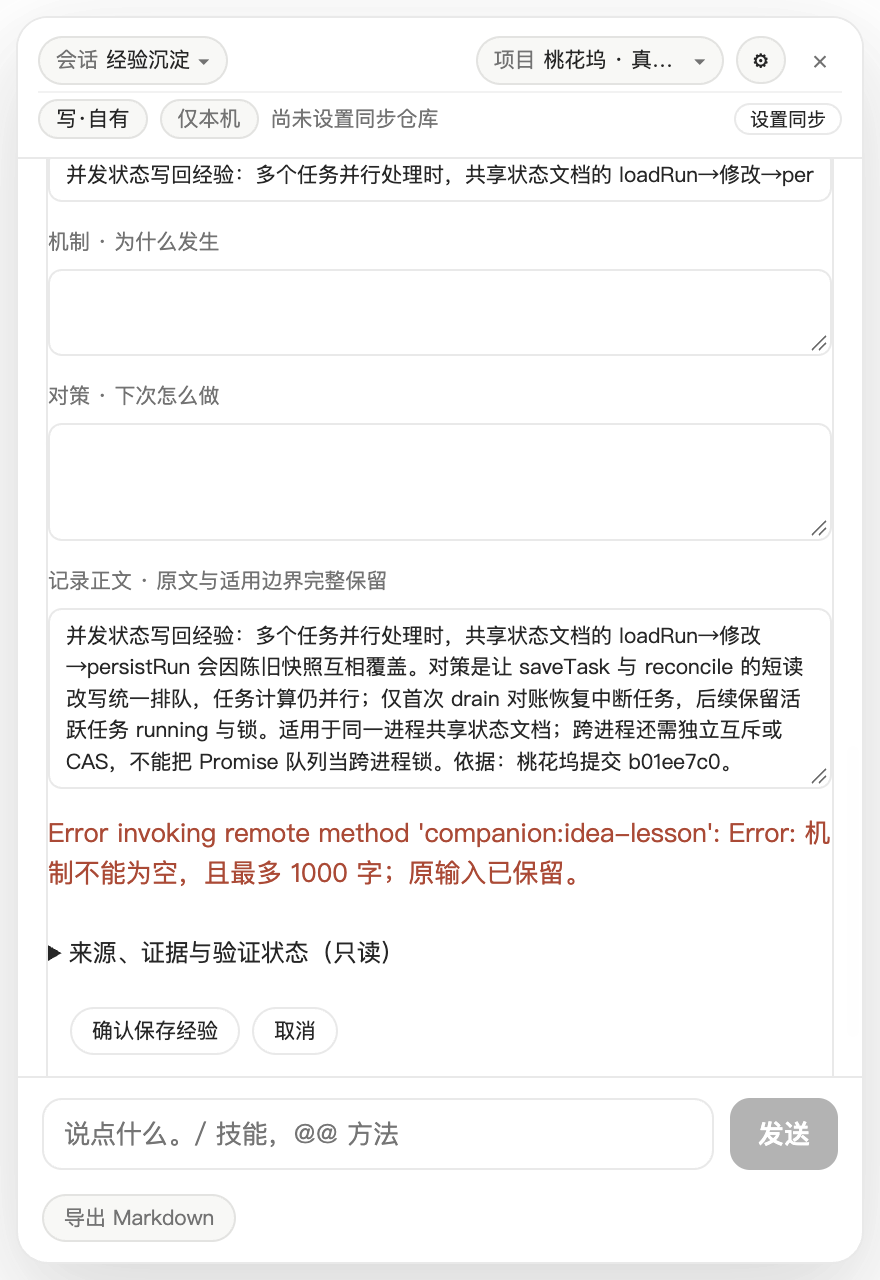 会话 经验沉淀
项目 桃花坞 · 真…
写·自有
仅本机
尚未设置同步仓库
设置同步
并发状态写回经验：多个任务并行处理时，共享状态文档的 loadRun→修改→per
机制 · 为什么发生
对策 · 下次怎么做
记录正文 · 原文与适用边界完整保留
并发状态写回经验：多个任务并行处理时，共享状态文档的 loadRun→修改
→persistRun 会因陈旧快照互相覆盖。对策是让 saveTask 与 reconcile 的短读
改写统一排队，任务计算仍并行；仅首次 drain 对账恢复中断任务，后续保留活
跃任务 running 与锁。适用于同一进程共享状态文档；跨进程还需独立互斥或
CAS，不能把 Promise 队列当跨进程锁。依据：桃花坞提交 b01ee7c0。
Error invoking remote method 'companion:idea-lesson': Error: 机
制不能为空，且最多 1000 字；原输入已保留。
来源、证据与验证状态（只读）
确认保存经验
取消
说点什么。/ 技能，@@ 方法
发送
导出 Markdown